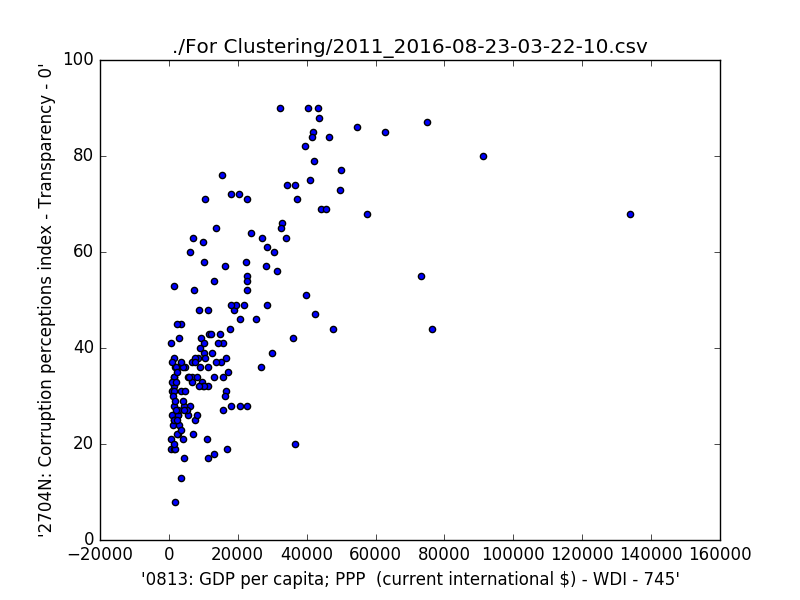 ./For Clustering/2011_2016-08-23-03-22-10.csv
100
80
60
40
20
0
'2704N: Corruption perceptions index - Transparency - 0'
−20000 0 20000 40000 60000 80000 100000 120000 140000 160000
'0813: GDP per capita; PPP  (current international $) - WDI - 745'